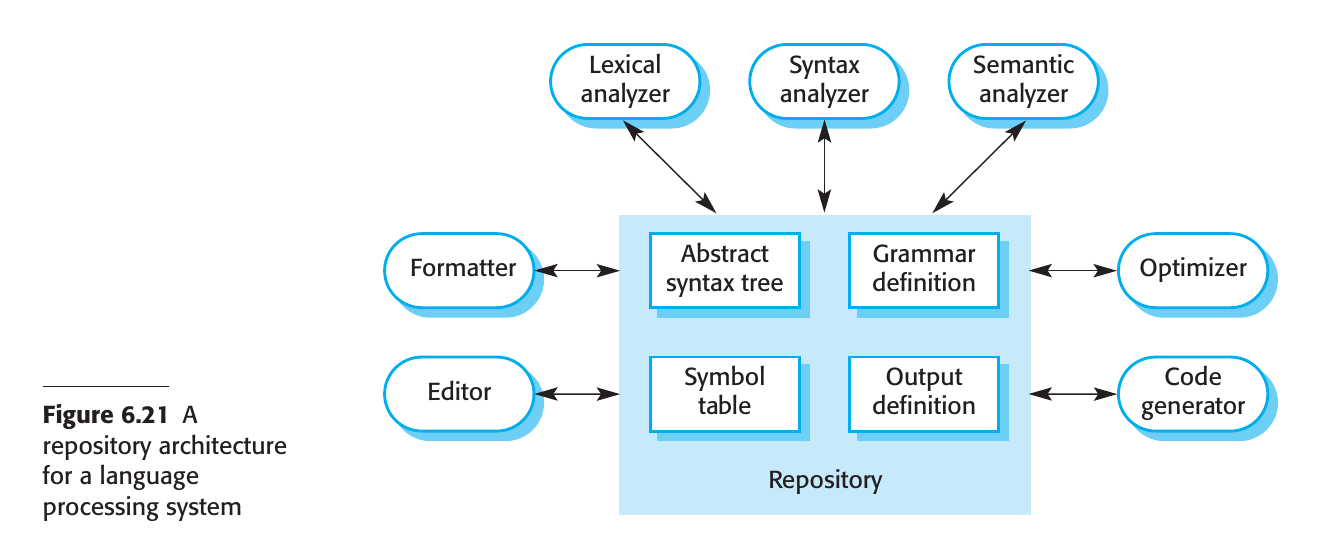 Lexical
analyzer
Syntax
analyzer
Semantic
analyzer
Formatter
Abstract
syntax tree
Grammar
definition
Optimizer
Editor
Symbol
table
Output
definition
Code
generator
Repository
Figure 6.21 A
repository architecture
for a language
processing system